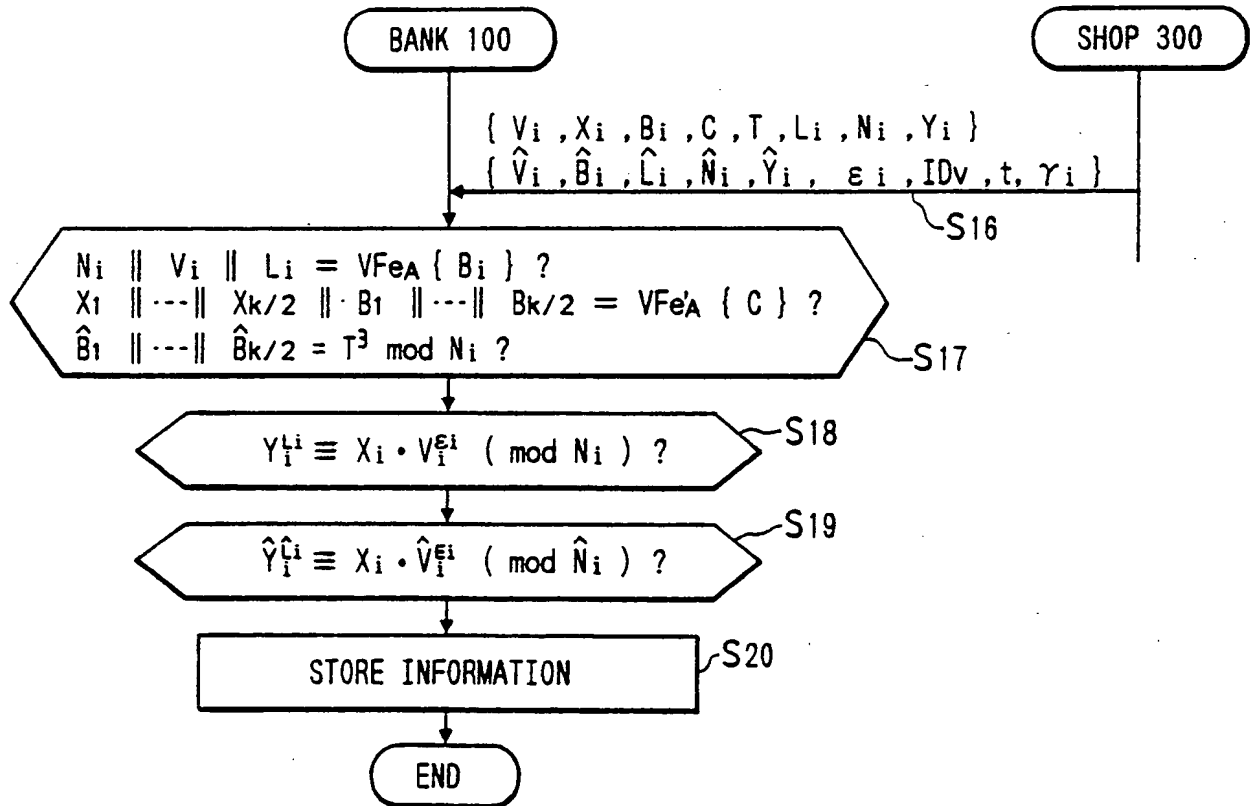 BANK 100
SHOP 300
{ Vi , Xi , Bi , C , T , Li , Ni , Yi }
{ V̂i , B̂i , L̂i , N̂i , Ŷi , εi , IDv , t, γi }
S16
Ni ‖ Vi ‖ Li = VFeA { Bi } ?
X1 ‖ ---‖ Xk/2 ‖ B1 ‖ ---‖ Bk/2 = VFe'A { C } ?
B̂1 ‖ ---‖ B̂k/2 = T³ mod Ni ?
S17
Yi^Li ≡ Xi • Vi^εi ( mod Ni ) ?
S18
Ŷi^L̂i ≡ Xi • V̂i^εi ( mod N̂i ) ?
S19
STORE INFORMATION
S20
END